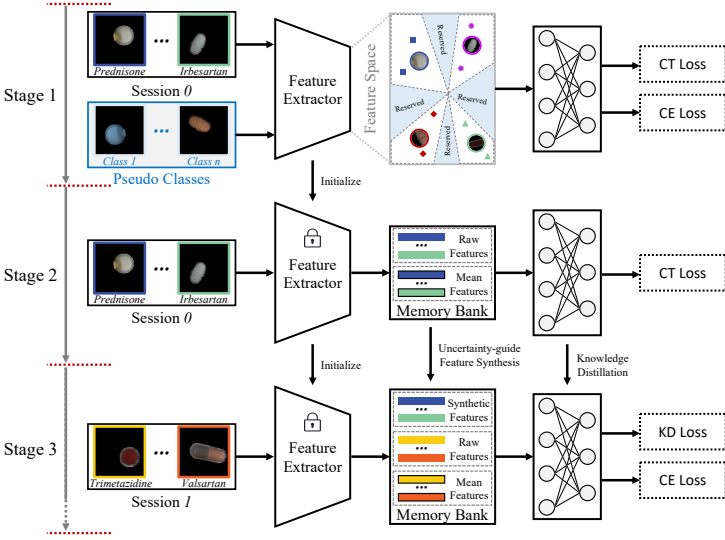 Stage 1
Prednisone
...
Irbesartan
Session 0
Class 1
...
Class n
Pseudo Classes
Feature
Extractor
Feature Space
Reserved
Reserved
Reserved
Reserved
CT Loss
CE Loss
Initialize
Stage 2
Prednisone
...
Irbesartan
Session 0
Feature
Extractor
Raw
...
Features
Mean
...
Features
Memory Bank
CT Loss
Initialize
Uncertainty-guide
Feature Synthesis
Knowledge
Distillation
Stage 3
Trimetazidine
...
Valsartan
Session 1
Feature
Extractor
Synthetic
...
Features
Raw
...
Features
Mean
...
Features
Memory Bank
KD Loss
CE Loss